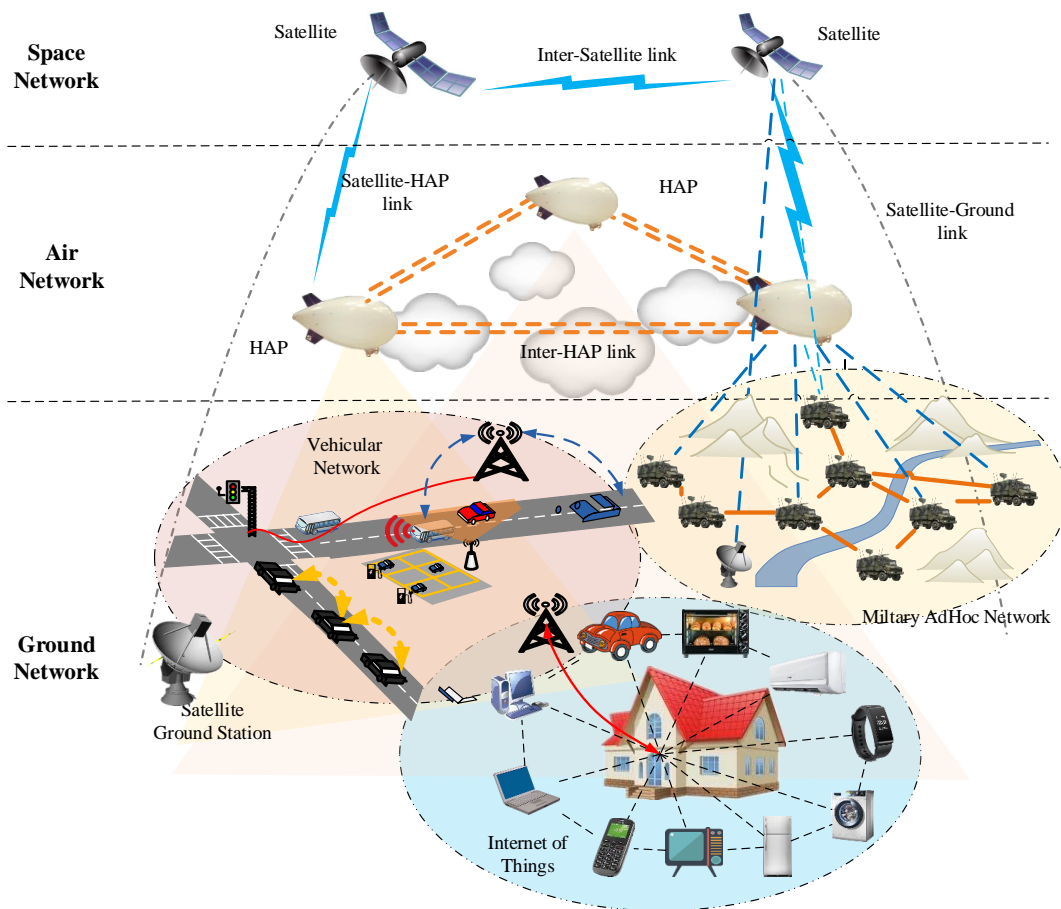 Satellite
Satellite
Space
Network
Inter-Satellite link
Satellite-HAP
link
HAP
Satellite-Ground
link
Air
Network
HAP
Inter-HAP link
Vehicular
Network
Miltary AdHoc Network
Ground
Network
Satellite
Ground Station
Internet of
Things